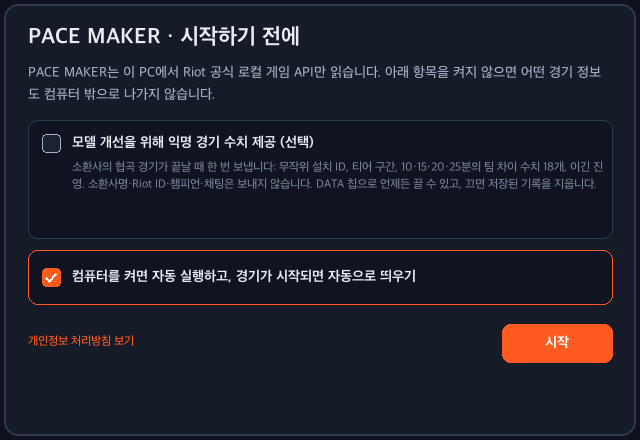 PACE MAKER · 시작하기 전에
PACE MAKER는 이 PC에서 Riot 공식 로컬 게임 API만 읽습니다. 아래 항목을 켜지 않으면 어떤 경기 정보
도 컴퓨터 밖으로 나가지 않습니다.
모델 개선을 위해 익명 경기 수치 제공 (선택)
소환사의 협곡 경기가 끝날 때 한 번 보냅니다: 무작위 설치 ID, 티어 구간, 10·15·20·25분의 팀 차이 수치 18개, 이긴 진
영. 소환사명·Riot ID·챔피언·채팅은 보내지 않습니다. DATA 칩으로 언제든 끌 수 있고, 끄면 저장된 기록을 지웁니다.
컴퓨터를 켜면 자동 실행하고, 경기가 시작되면 자동으로 띄우기
개인정보 처리방침 보기
시작